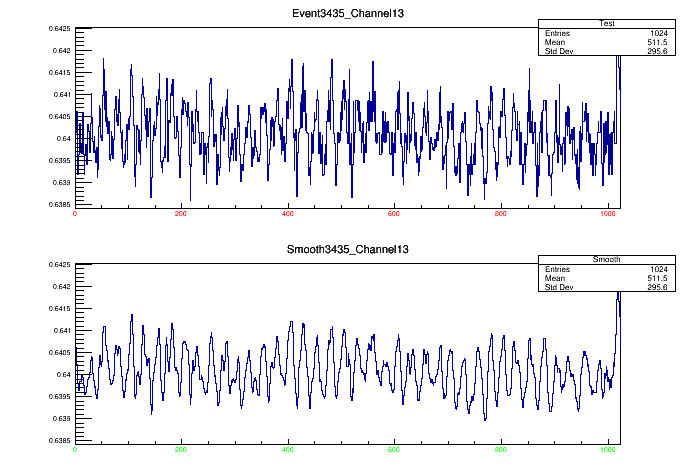 Event3435_Channel13
Test
Entries 1024
Mean 511.5
Std Dev 295.6
0.6425
0.642
0.6415
0.641
0.6405
0.64
0.6395
0.639
0.6385
0 200 400 600 800 1000
Smooth3435_Channel13
Smooth
Entries 1024
Mean 511.5
Std Dev 295.6
0.6425
0.642
0.6415
0.641
0.6405
0.64
0.6395
0.639
0.6385
0 200 400 600 800 1000